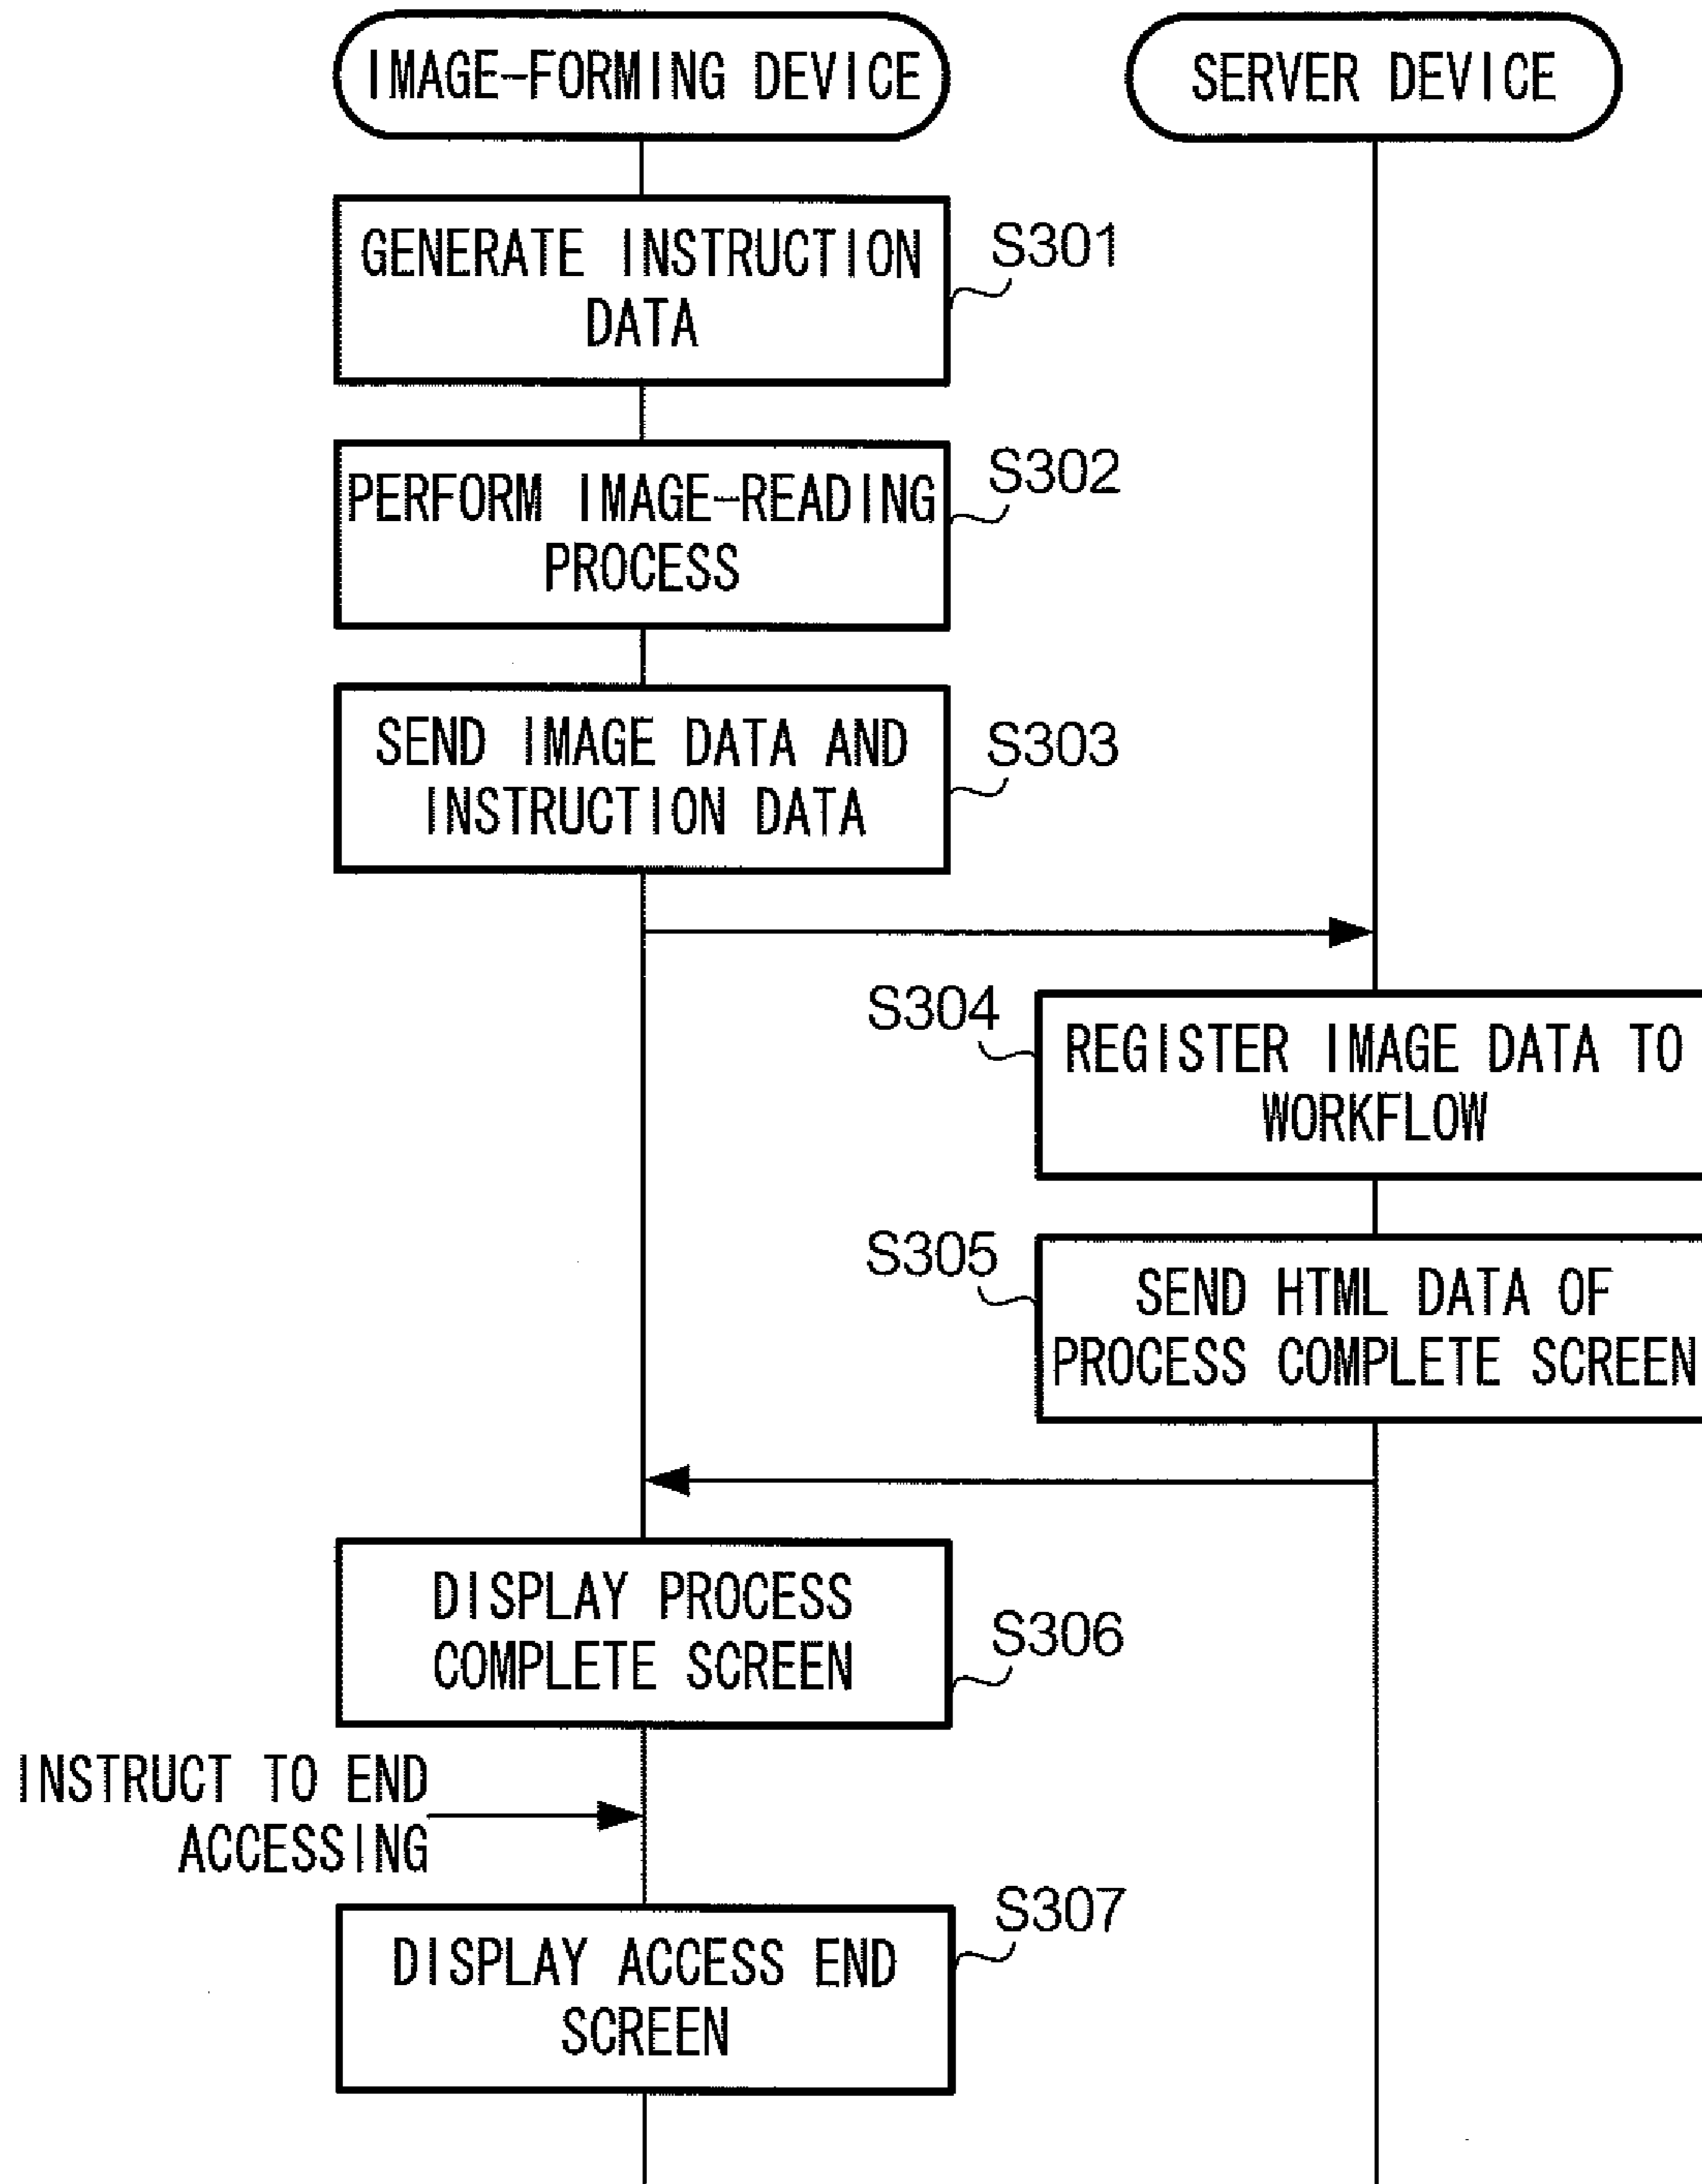 IMAGE-FORMING DEVICE
SERVER DEVICE
GENERATE INSTRUCTION
DATA
S301
PERFORM IMAGE-READING
PROCESS
S302
SEND IMAGE DATA AND
INSTRUCTION DATA
S303
S304
REGISTER IMAGE DATA TO
WORKFLOW
S305
SEND HTML DATA OF
PROCESS COMPLETE SCREEN
DISPLAY PROCESS
COMPLETE SCREEN
S306
INSTRUCT TO END
ACCESSING
DISPLAY ACCESS END
SCREEN
S307